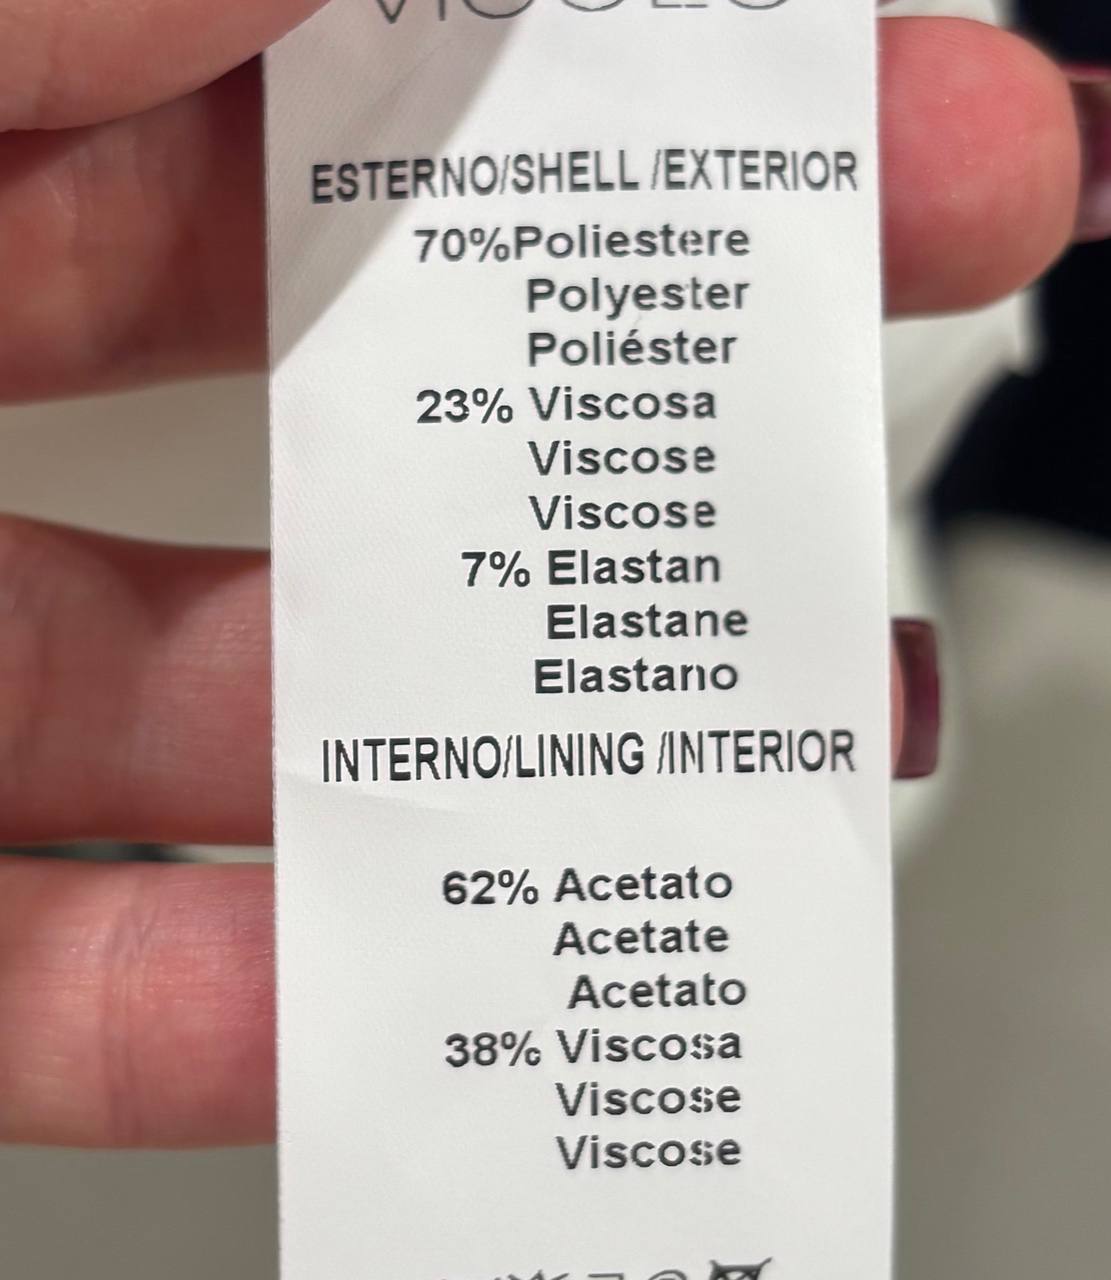 ESTERNO/SHELL /EXTERIOR
70%Poliestere
Polyester
Poliéster
23% Viscosa
Viscose
Viscose
7% Elastan
Elastane
Elastano
INTERNO/LINING /INTERIOR
62% Acetato
Acetate
Acetato
38% Viscosa
Viscose
Viscose